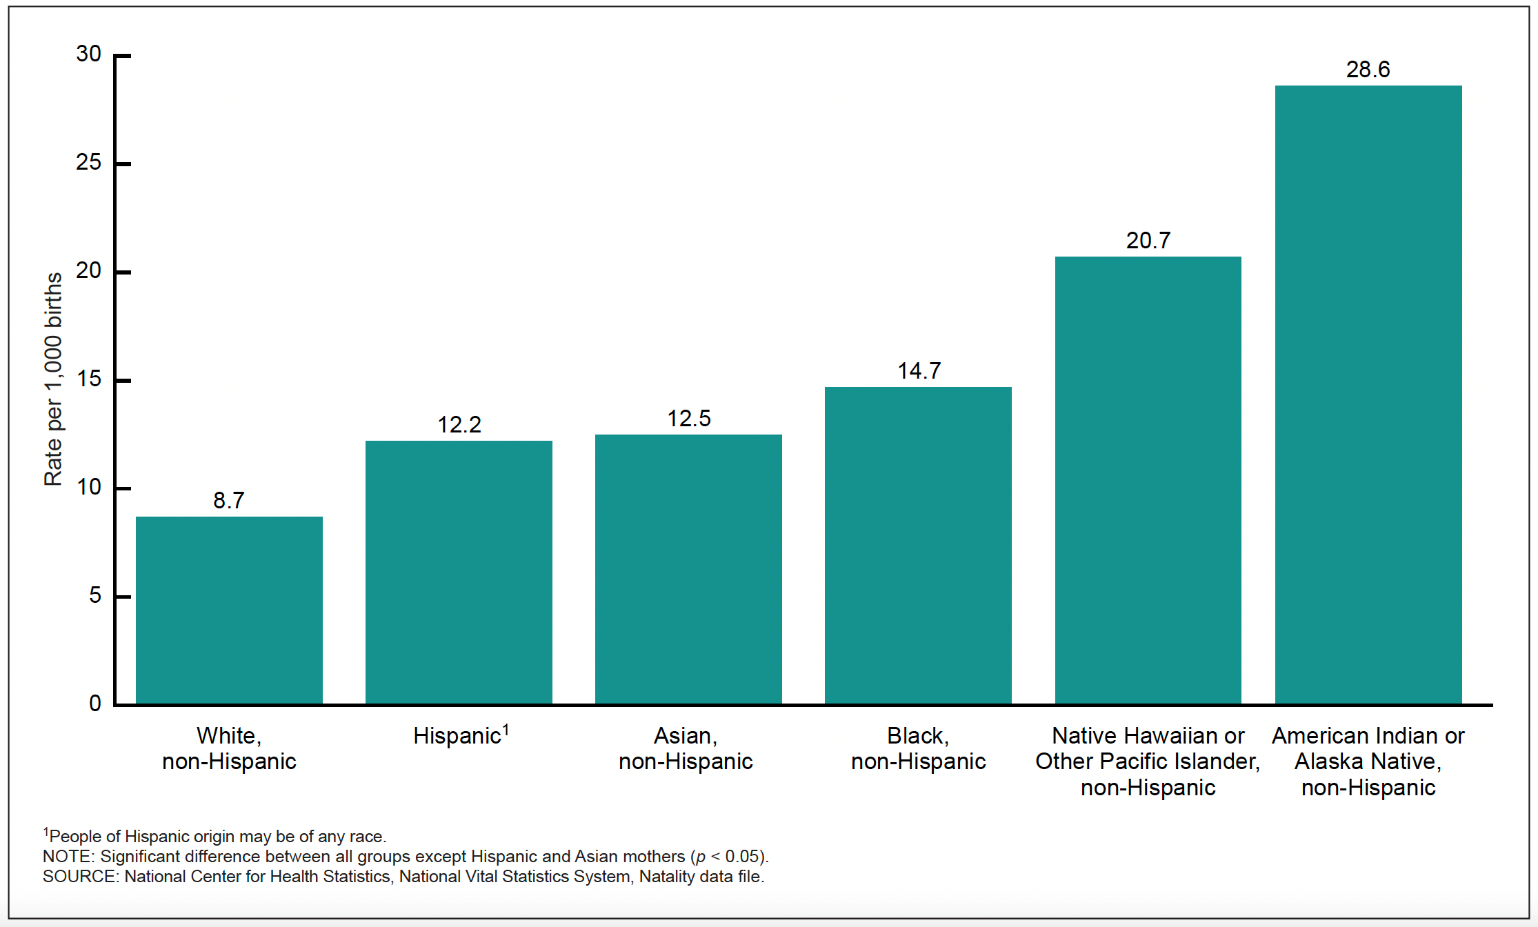 30
25
20
15
10
5
0
Rate per 1,000 births
8.7
12.2
12.5
14.7
20.7
28.6
White,
non-Hispanic
Hispanic¹
Asian,
non-Hispanic
Black,
non-Hispanic
Native Hawaiian or
Other Pacific Islander,
non-Hispanic
American Indian or
Alaska Native,
non-Hispanic
¹People of Hispanic origin may be of any race.
NOTE: Significant difference between all groups except Hispanic and Asian mothers (p < 0.05).
SOURCE: National Center for Health Statistics, National Vital Statistics System, Natality data file.